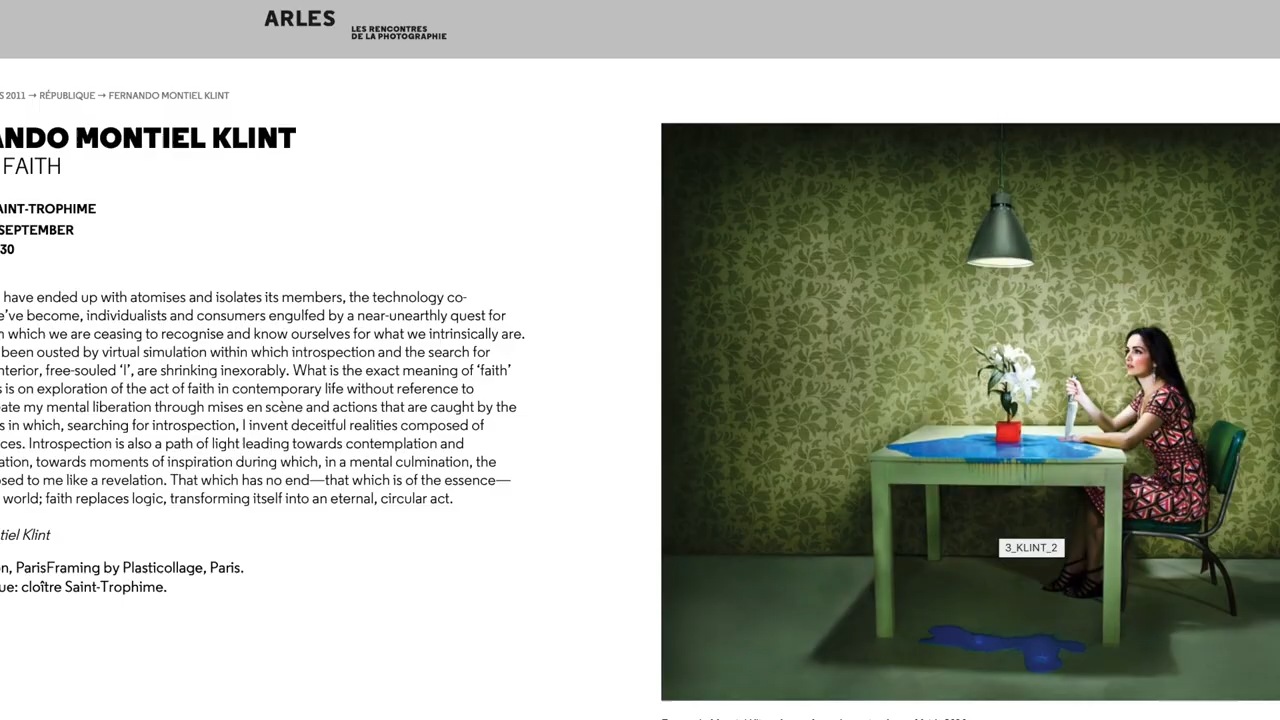 ARLES
LES RENCONTRES
DE LA PHOTOGRAPHIE
S 2011 → RÉPUBLIQUE → FERNANDO MONTIEL KLINT
ANDO MONTIEL KLINT
FAITH
AINT-TROPHIME
SEPTEMBER
30
have ended up with atomises and isolates its members, the technology co-
e’ve become, individualists and consumers engulfed by a near-unearthly quest for
n which we are ceasing to recognise and know ourselves for what we intrinsically are.
been ousted by virtual simulation within which introspection and the search for
nterior, free-souled ‘I’, are shrinking inexorably. What is the exact meaning of ‘faith’
s is on exploration of the act of faith in contemporary life without reference to
eate my mental liberation through mises en scène and actions that are caught by the
s in which, searching for introspection, I invent deceitful realities composed of
ces. Introspection is also a path of light leading towards contemplation and
ation, towards moments of inspiration during which, in a mental culmination, the
osed to me like a revelation. That which has no end—that which is of the essence—
world; faith replaces logic, transforming itself into an eternal, circular act.
tiel Klint
on, ParisFraming by Plasticollage, Paris.
ue: cloître Saint-Trophime.
3_KLINT_2